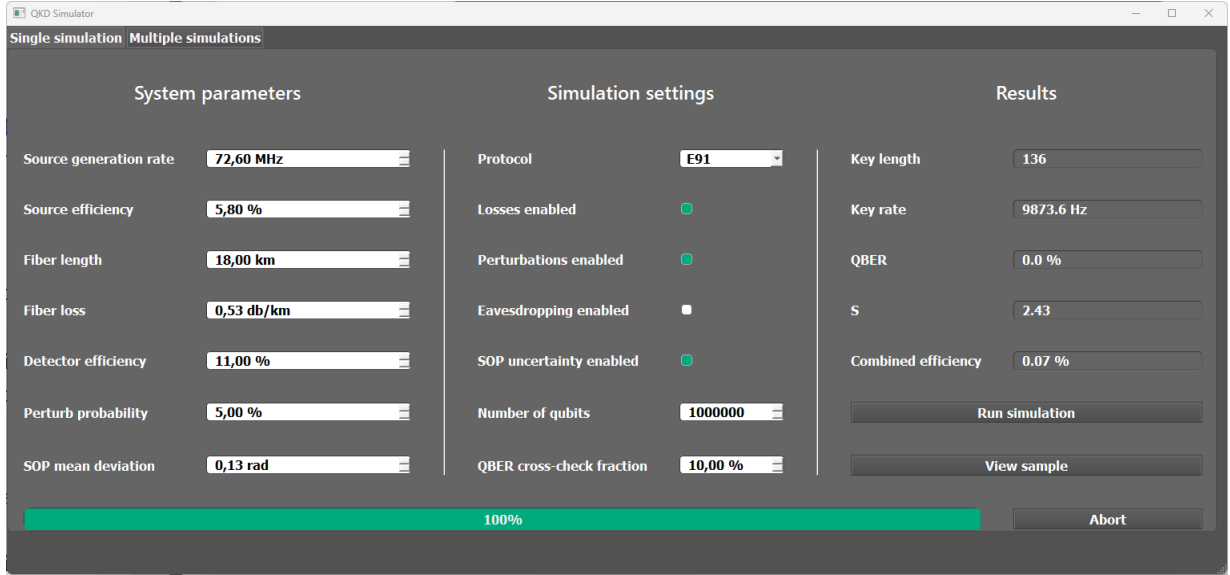 QKD Simulator
Single simulation Multiple simulations
System parameters Simulation settings Results
Source generation rate 72,60 MHz Protocol E91 Key length 136
Source efficiency 5,80 % Losses enabled Key rate 9873.6 Hz
Fiber length 18,00 km Perturbations enabled QBER 0.0 %
Fiber loss 0,53 db/km Eavesdropping enabled S 2.43
Detector efficiency 11,00 % SOP uncertainty enabled Combined efficiency 0.07 %
Perturb probability 5,00 % Number of qubits 1000000 Run simulation
SOP mean deviation 0,13 rad QBER cross-check fraction 10,00 % View sample
100% Abort